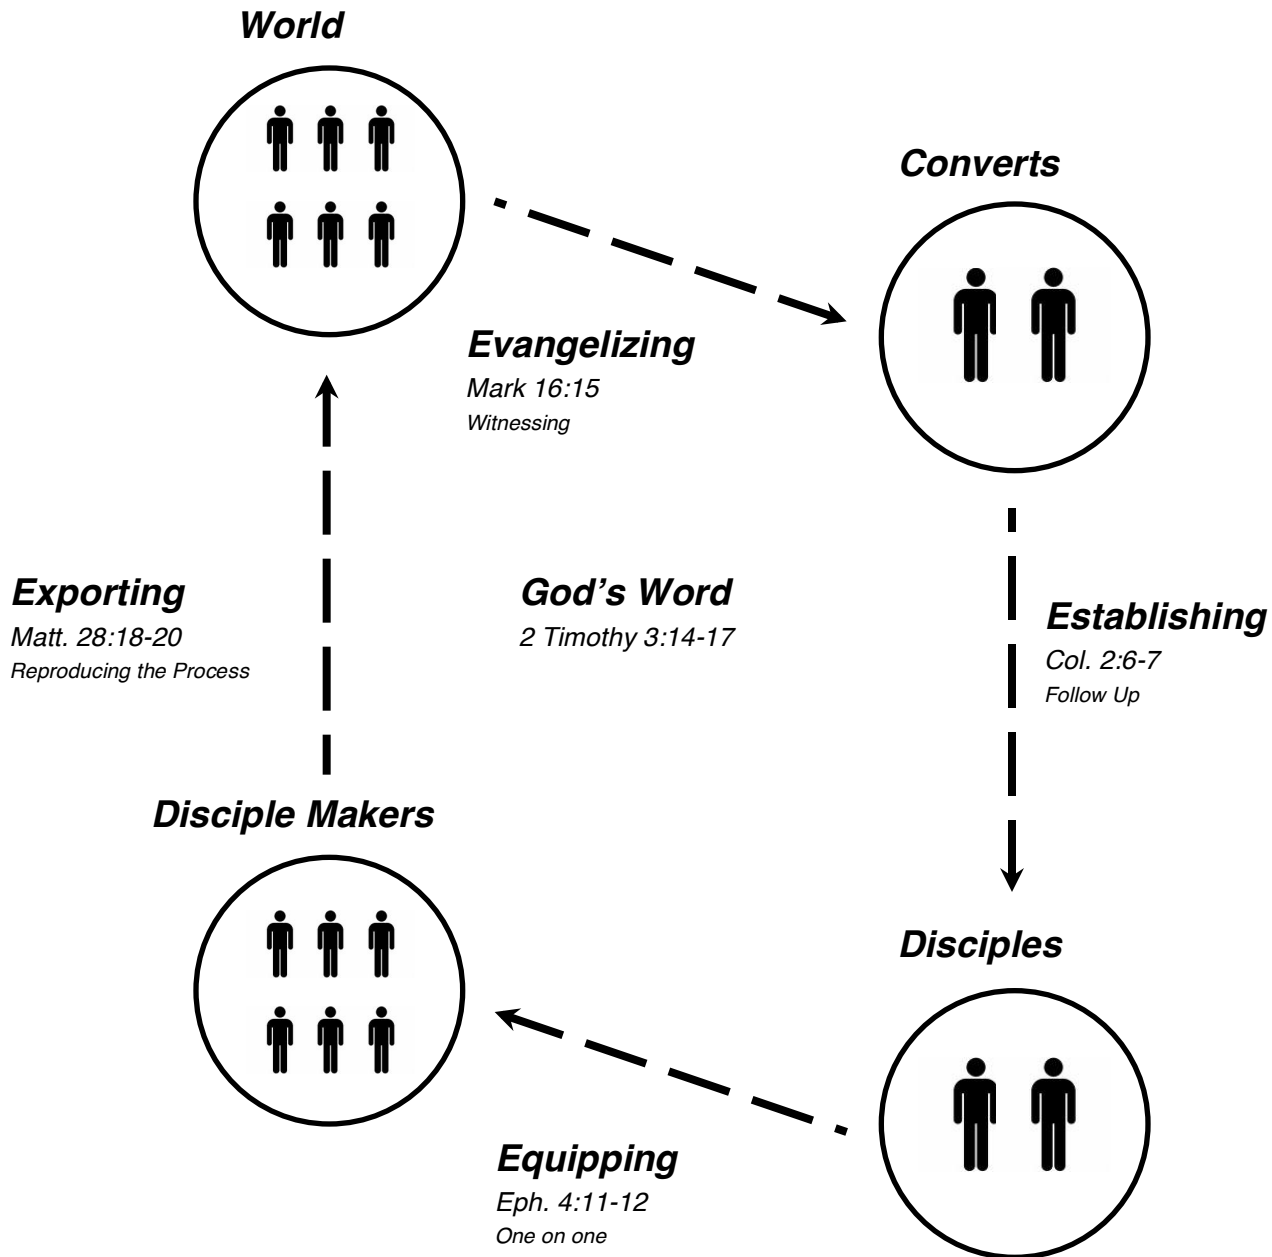 World
Converts
Evangelizing
Mark 16:15
Witnessing
Exporting
Matt. 28:18-20
Reproducing the Process
God’s Word
2 Timothy 3:14-17
Establishing
Col. 2:6-7
Follow Up
Disciple Makers
Disciples
Equipping
Eph. 4:11-12
One on one